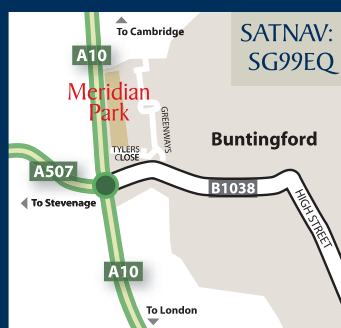 To Cambridge
SATNAV:
SG99EQ
A10
Meridian
Park
GREENWAYS
TYLERS
CLOSE
Buntingford
A507
B1038
To Stevenage
HIGH STREET
A10
To London